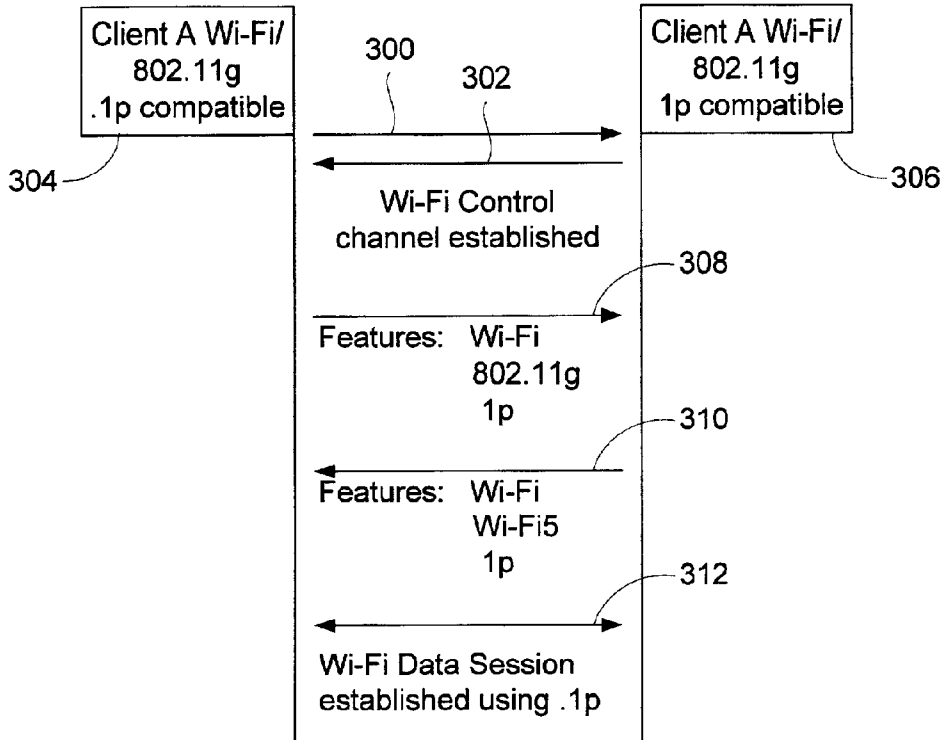 Client A Wi-Fi/
802.11g
.1p compatible
300
302
Client A Wi-Fi/
802.11g
1p compatible
304
306
Wi-Fi Control
channel established
308
Features: Wi-Fi
802.11g
1p
310
Features: Wi-Fi
Wi-Fi5
1p
312
Wi-Fi Data Session
established using .1p